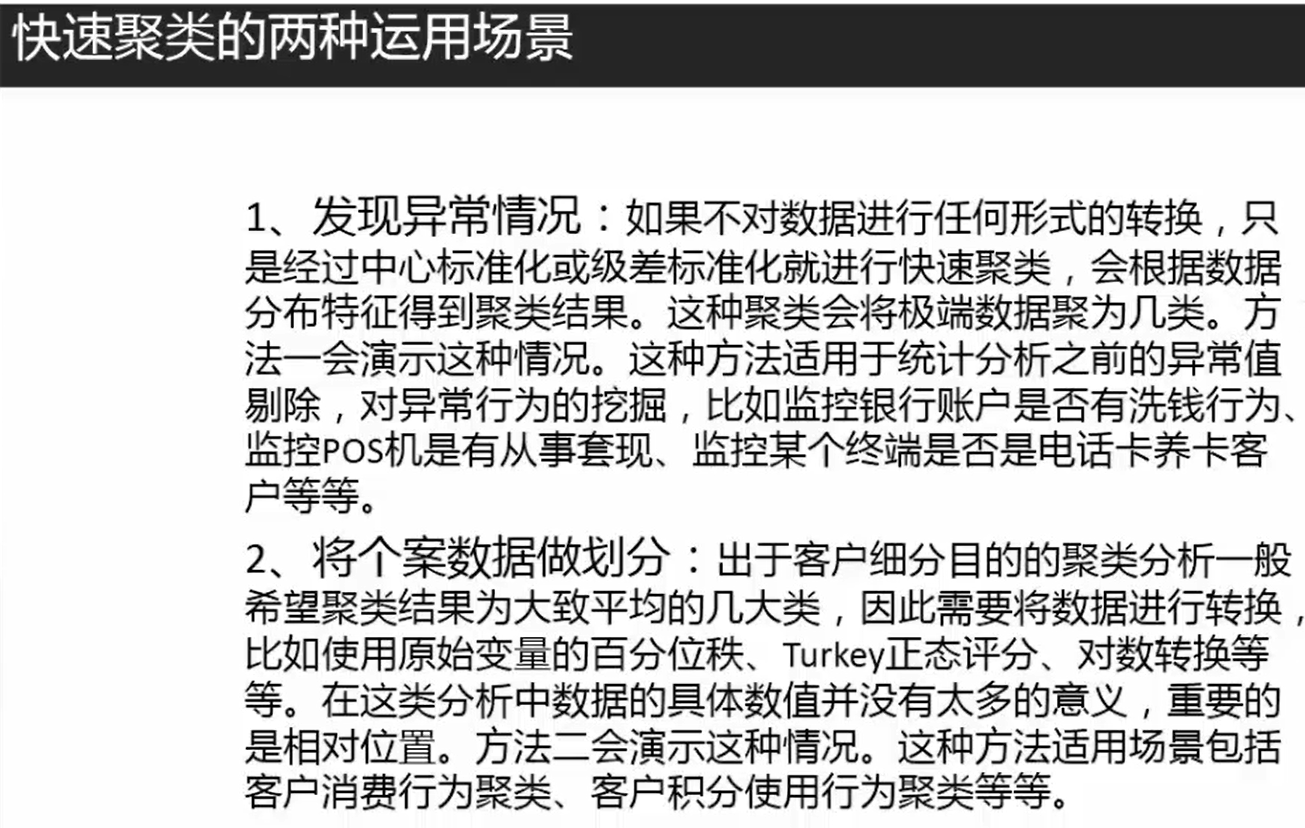 快速聚类的两种运用场景
1、发现异常情况：如果不对数据进行任何形式的转换，只
是经过中心标准化或级差标准化就进行快速聚类，会根据数据
分布特征得到聚类结果。这种聚类会将极端数据聚为几类。方
法一会演示这种情况。这种方法适用于统计分析之前的异常值
剔除，对异常行为的挖掘，比如监控银行账户是否有洗钱行为、
监控POS机是有从事套现、监控某个终端是否是电话卡养卡客
户等等。
2、将个案数据做划分：出于客户细分目的的聚类分析一般
希望聚类结果为大致平均的几大类，因此需要将数据进行转换，
比如使用原始变量的百分位秩、Turkey正态评分、对数转换等
等。在这类分析中数据的具体数值并没有太多的意义，重要的
是相对位置。方法二会演示这种情况。这种方法适用场景包括
客户消费行为聚类、客户积分使用行为聚类等等。